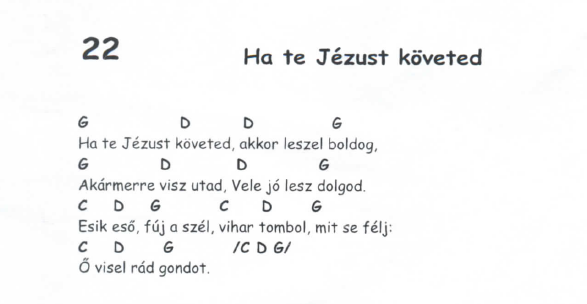 22 Ha te Jézust követed
G D D G
Ha te Jézust követed, akkor leszel boldog,
G D D G
Akármerre visz utad, Vele jó lesz dolgod.
C D G C D G
Esik eső, fúj a szél, vihar tombol, mit se félj:
C D G /C D G/
Ő visel rád gondot.